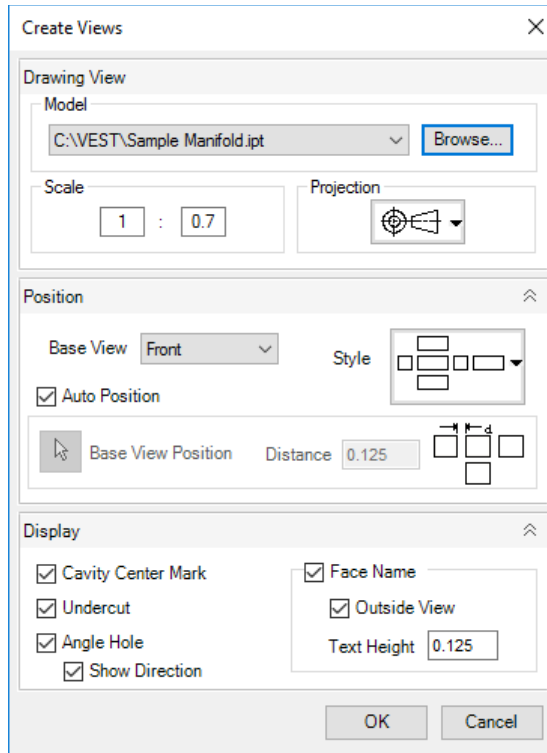 Create Views
Drawing View
Model
C:\VEST\Sample Manifold.ipt
Browse...
Scale
1 : 0.7
Projection
Position
Base View Front
Style
Auto Position
Base View Position Distance 0.125
d
Display
Cavity Center Mark
Undercut
Angle Hole
Show Direction
Face Name
Outside View
Text Height 0.125
OK Cancel